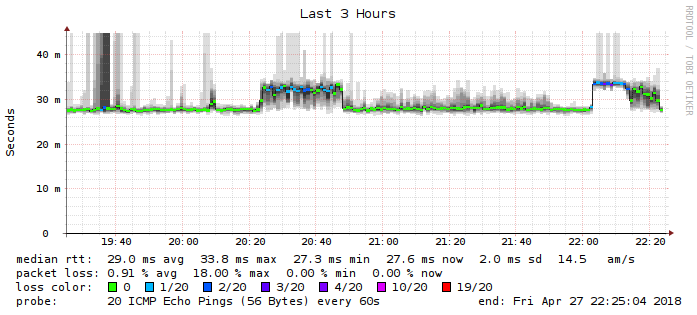 Last 3 Hours
RRDTOOL / TOBI OETIKER
Seconds
40 m
30 m
20 m
10 m
0
19:40 20:00 20:20 20:40 21:00 21:20 21:40 22:00 22:20
median rtt: 29.0 ms avg 33.8 ms max 27.3 ms min 27.6 ms now 2.0 ms sd 14.5 am/s
packet loss: 0.91 % avg 18.00 % max 0.00 % min 0.00 % now
loss color: 0 1/20 2/20 3/20 4/20 10/20 19/20
probe: 20 ICMP Echo Pings (56 Bytes) every 60s end: Fri Apr 27 22:25:04 2018